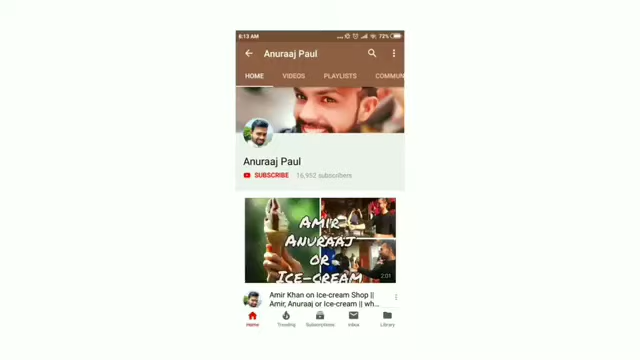 6:13 AM
72%
Anuraaj Paul
HOME VIDEOS PLAYLISTS COMMUN
Anuraaj Paul
SUBSCRIBE 16,952 subscribers
AMIR
ANURAAJ
OR
ICE-CREAM
2:01
Amir Khan on Ice-cream Shop ||
Amir, Anuraaj or Ice-cream || wh...
Home Trending Subscriptions Inbox Library